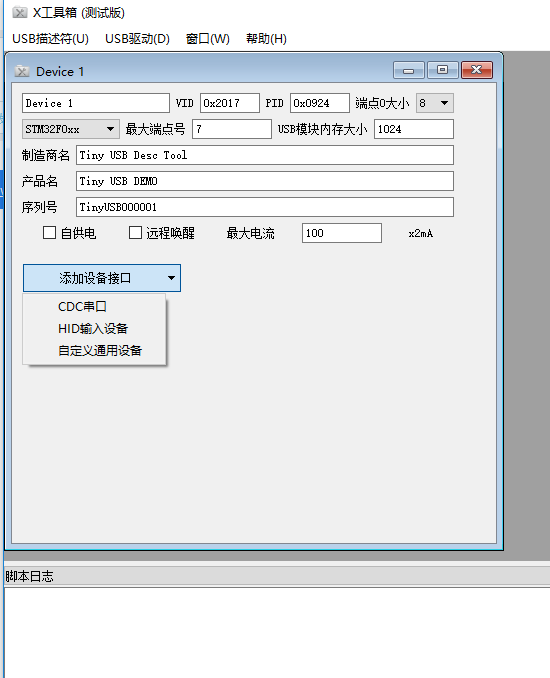 X工具箱 (测试版)
USB描述符(U) USB驱动(D) 窗口(W) 帮助(H)
Device 1
Device 1 VID 0x2017 PID 0x0924 端点0大小 8
STM32F0xx 最大端点号 7 USB模块内存大小 1024
制造商名 Tiny USB Desc Tool
产品名 Tiny USB DEMO
序列号 TinyUSB000001
自供电 远程唤醒 最大电流 100 x2mA
添加设备接口
CDC串口
HID输入设备
自定义通用设备
脚本日志